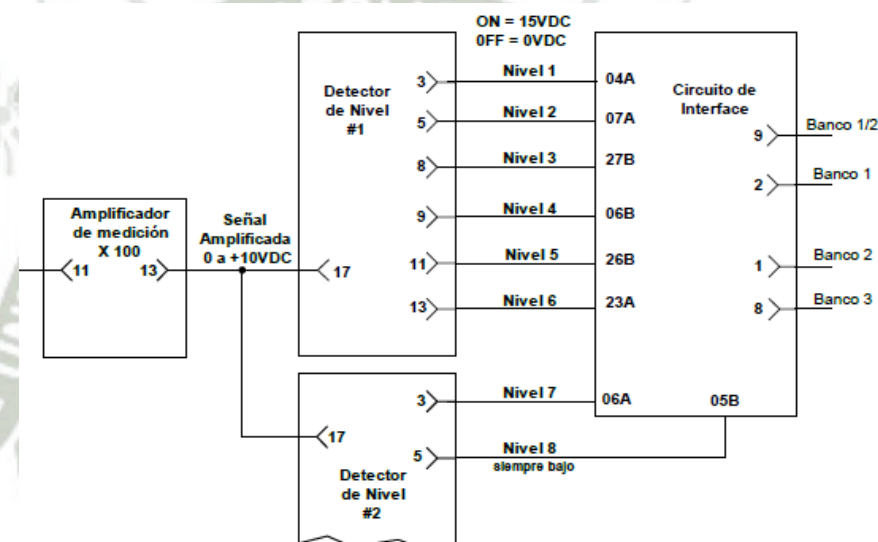 ON = 15VDC
0FF = 0VDC
Detector
de Nivel
#1
3
Nivel 1
04A
Circuito de
Interface
5
Nivel 2
07A
9
Banco 1/2
8
Nivel 3
27B
2
Banco 1
9
Nivel 4
06B
Amplificador
de medición
X 100
11
13
Señal
Amplificada
0 a +10VDC
17
11
Nivel 5
26B
1
Banco 2
13
Nivel 6
23A
8
Banco 3
3
Nivel 7
06A
05B
17
5
Nivel 8
siempre bajo
Detector
de Nivel
#2